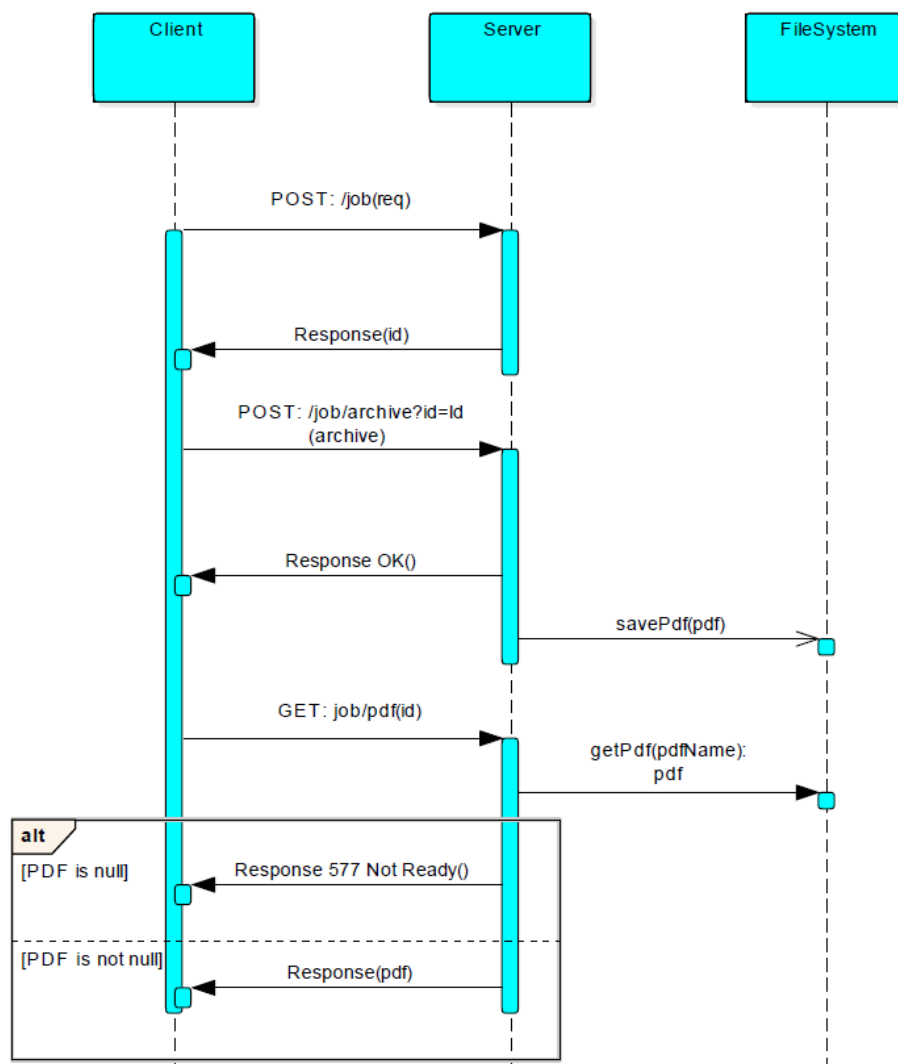 Client
Server
FileSystem
POST: /job(req)
Response(id)
POST: /job/archive?id=Id
(archive)
Response OK()
savePdf(pdf)
GET: job/pdf(id)
getPdf(pdfName):
pdf
alt
[PDF is null]
Response 577 Not Ready()
[PDF is not null]
Response(pdf)